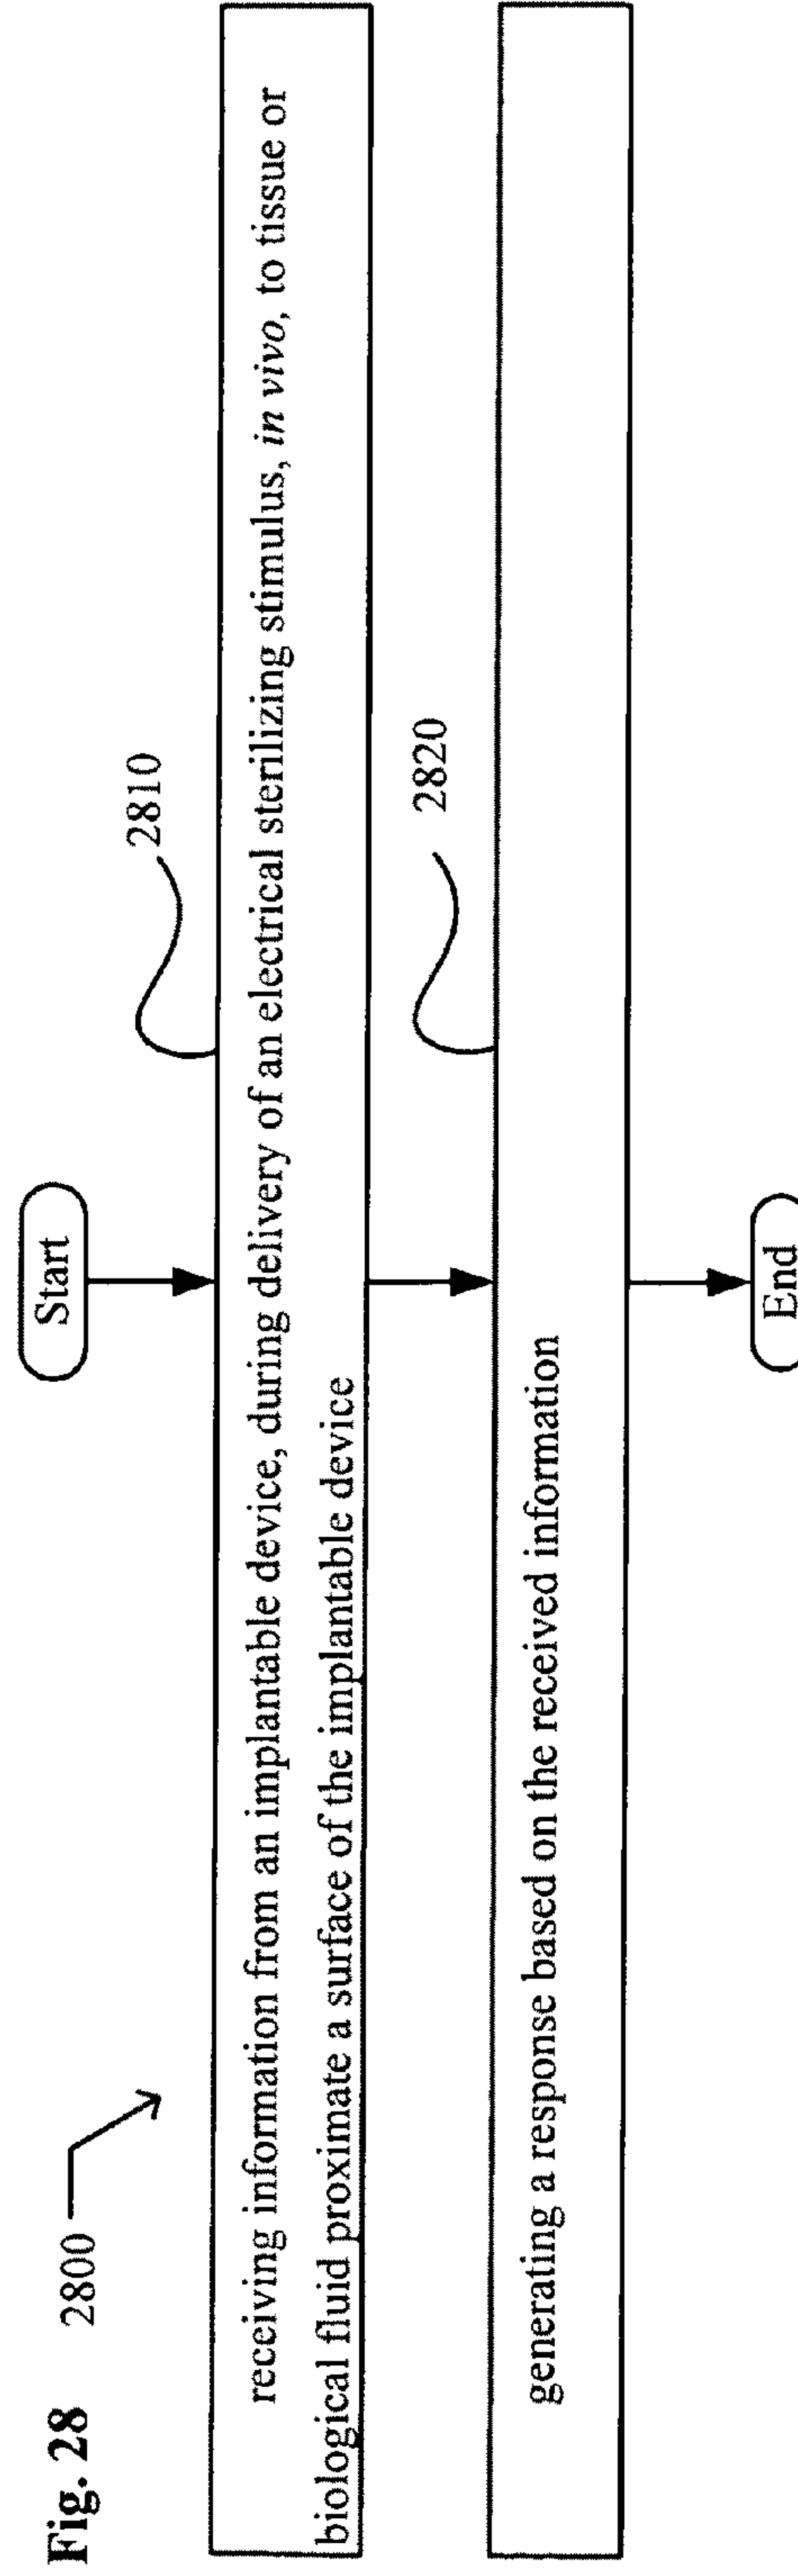 Fig. 28
2800
Start
2810
receiving information from an implantable device, during delivery of an electrical sterilizing stimulus, in vivo, to tissue or
biological fluid proximate a surface of the implantable device
2820
generating a response based on the received information
End